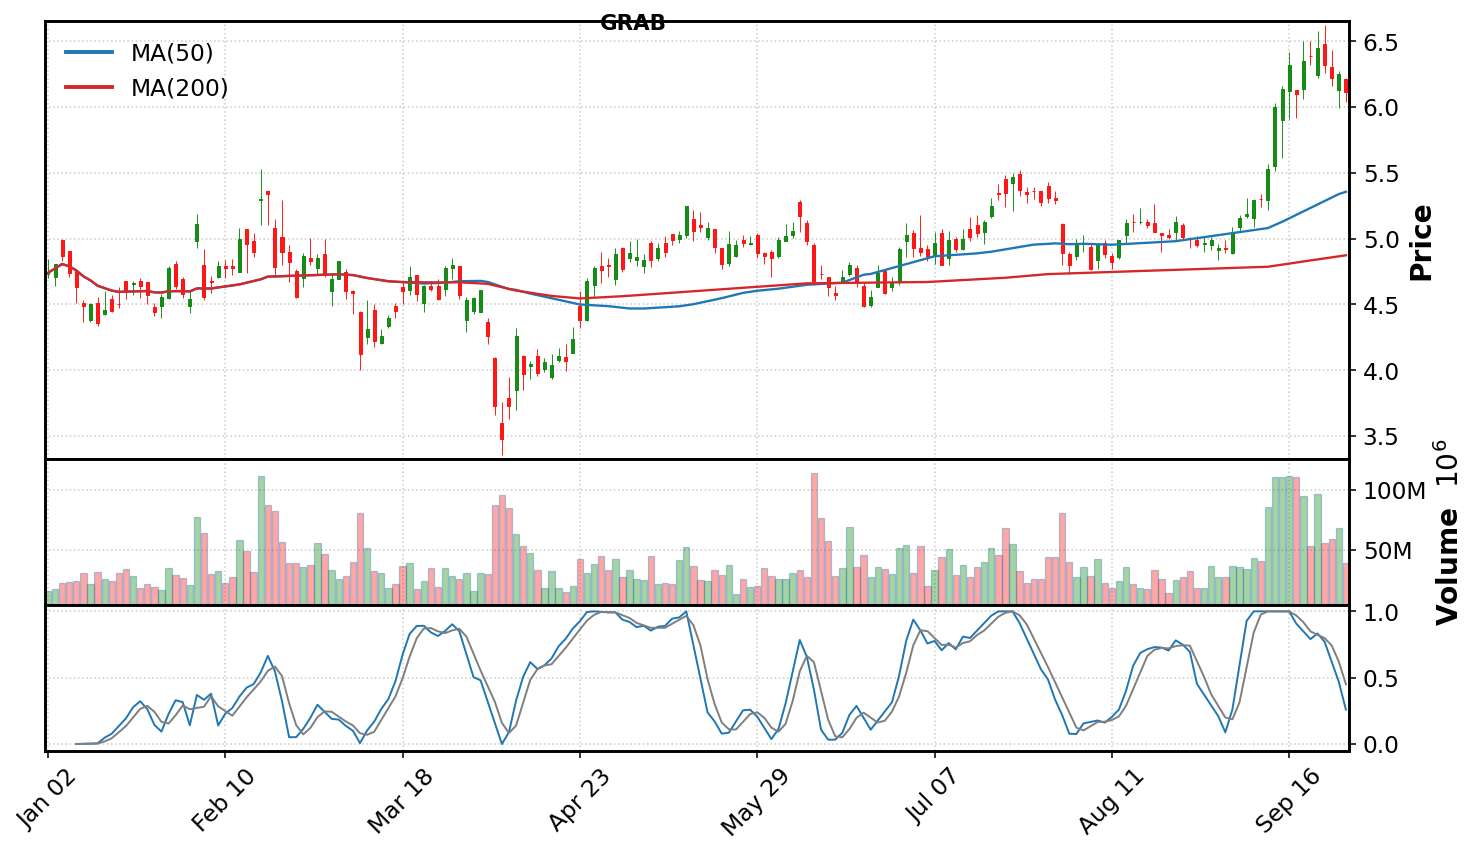 GRAB
MA(50)
MA(200)
6.5
6.0
5.5
5.0
4.5
4.0
3.5
Price
100M
50M
Volume 10⁶
1.0
0.5
0.0
Jan 02
Feb 10
Mar 18
Apr 23
May 29
Jul 07
Aug 11
Sep 16